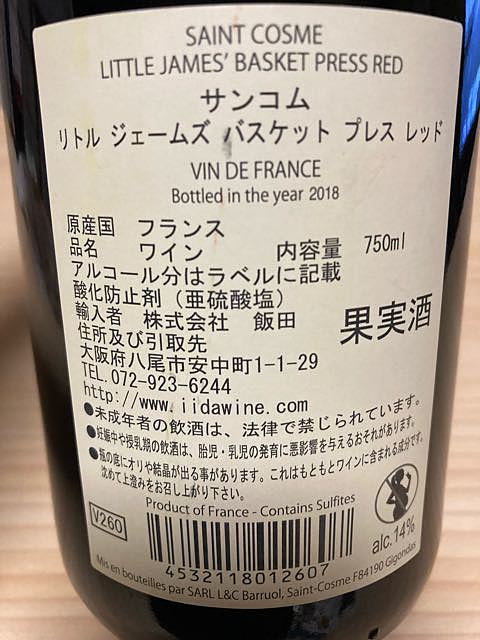 SAINT COSME
LITTLE JAMES' BASKET PRESS RED
サンコム
リトル ジェームズ バスケット プレス レッド
VIN DE FRANCE
Bottled in the year 2018
原産国 フランス
品名 ワイン 内容量 750ml
アルコール分はラベルに記載
酸化防止剤（亜硫酸塩）
輸入者 株式会社 飯田
住所及び引取先
大阪府八尾市安中町1-1-29
TEL.072-923-6244
http://www.iidawine.com
果実酒
●未成年者の飲酒は、法律で禁じられています。
●妊娠中や授乳期の飲酒は、胎児・乳児の発育に悪影響を与えるおそれがあります。
●瓶の底にオリや結晶が出る事があります。これはもともとワインに含まれる成分です。
沈めて上澄みをお召し上がり下さい。
Product of France - Contains Sulfites
V260
alc.14%
4532118012607
Mis en bouteilles par SARL L&C Barruol, Saint-Cosme F84190 Gigondas